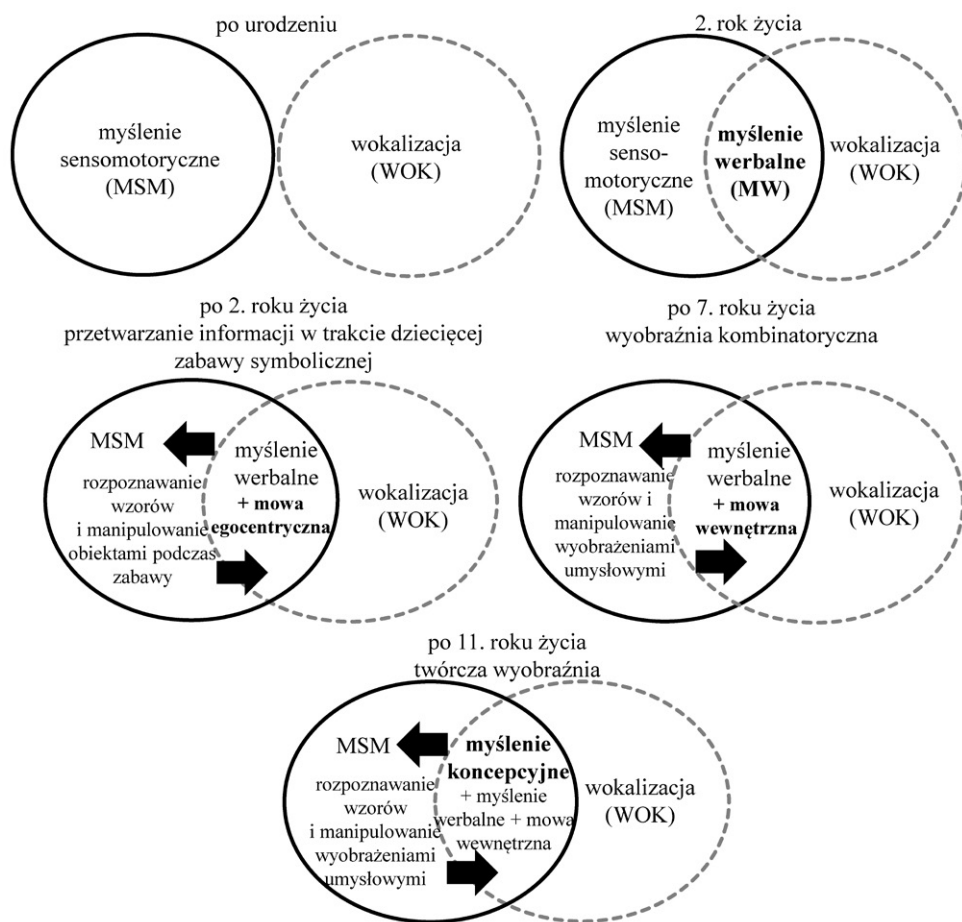 po urodzeniu
myślenie
sensomotoryczne
(MSM)
wokalizacja
(WOK)
2. rok życia
myślenie
senso-
motoryczne
(MSM)
myślenie
werbalne
(MW)
wokalizacja
(WOK)
po 2. roku życia
przetwarzanie informacji w trakcie dziecięcej
zabawy symbolicznej
MSM
rozpoznawanie
wzorów
i manipulowanie
obiektami podczas
zabawy
myślenie
werbalne
+ mowa
egocentryczna
wokalizacja
(WOK)
po 7. roku życia
wyobraźnia kombinatoryczna
MSM
rozpoznawanie
wzorów i
manipulowanie
wyobrażeniami
umysłowymi
myślenie
werbalne
+ mowa
wewnętrzna
wokalizacja
(WOK)
po 11. roku życia
twórcza wyobraźnia
MSM
rozpoznawanie
wzorów
i manipulowanie
wyobrażeniami
umysłowymi
myślenie
koncepcyjne
+ myślenie
werbalne + mowa
wewnętrzna
wokalizacja
(WOK)